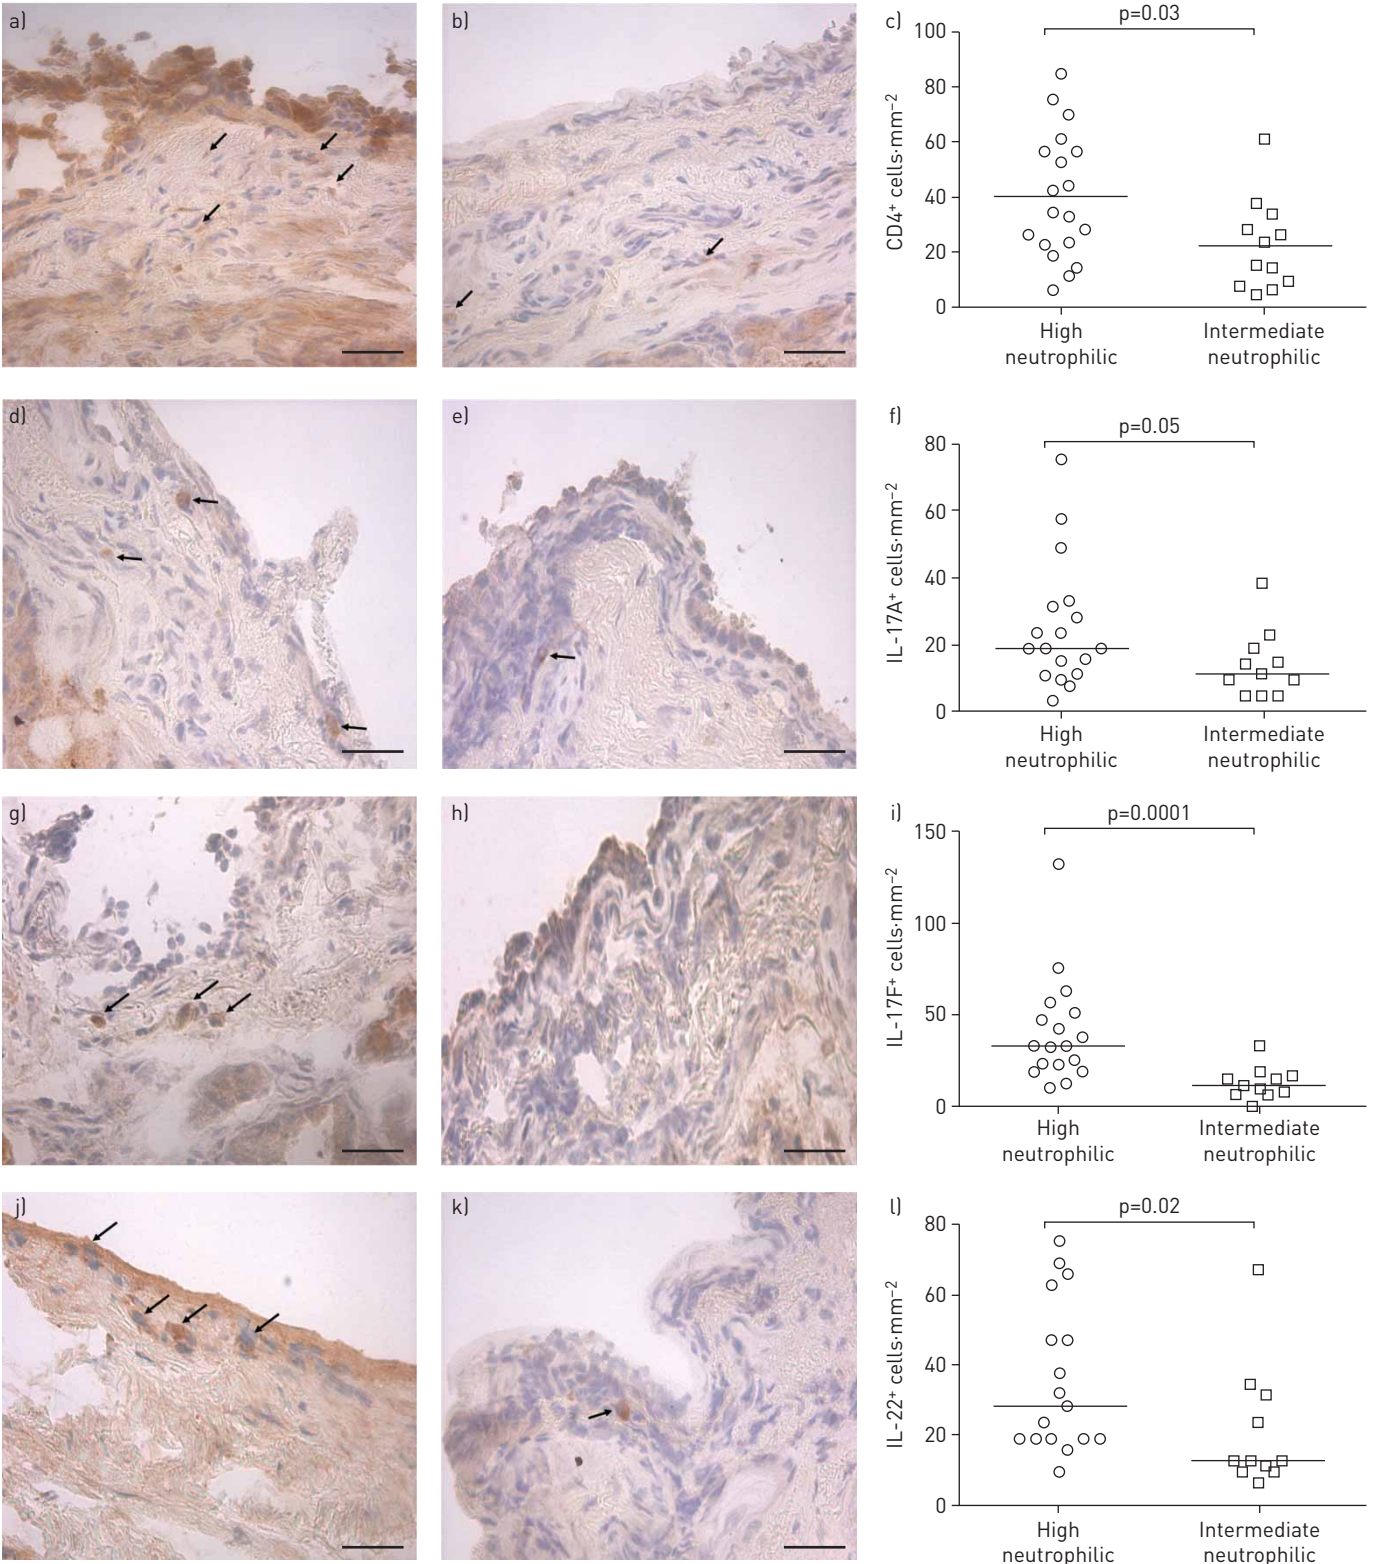 a)
b)
c)
p=0.03
CD4+ cells·mm−2
100
80
60
40
20
0
High
neutrophilic
Intermediate
neutrophilic
d)
e)
f)
p=0.05
IL-17A+ cells·mm−2
80
60
40
20
0
High
neutrophilic
Intermediate
neutrophilic
g)
h)
i)
p=0.0001
IL-17F+ cells·mm−2
150
100
50
0
High
neutrophilic
Intermediate
neutrophilic
j)
k)
l)
p=0.02
IL-22+ cells·mm−2
80
60
40
20
0
High
neutrophilic
Intermediate
neutrophilic